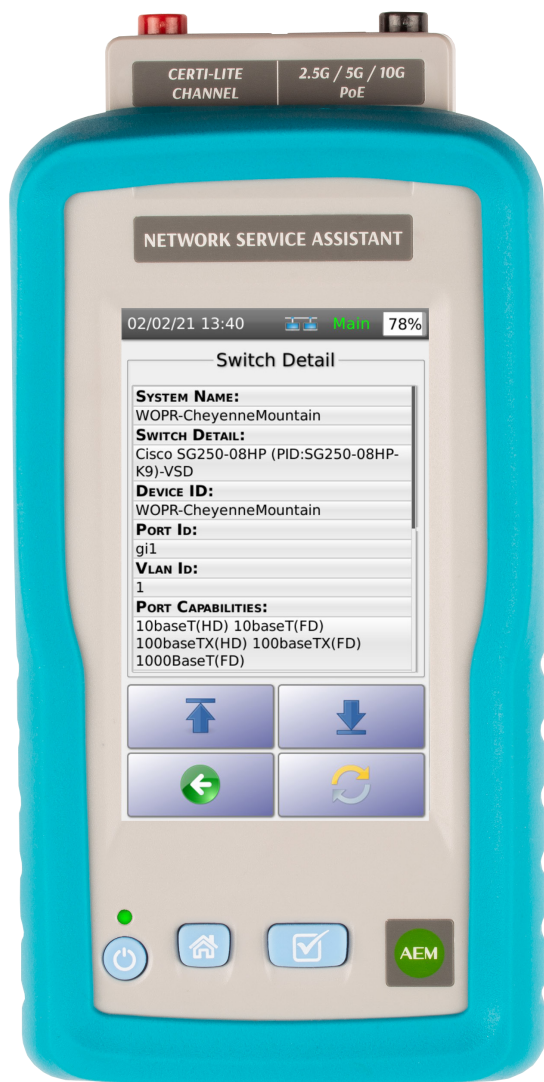 CERTI-LITE
CHANNEL
2.5G / 5G / 10G
PoE
NETWORK SERVICE ASSISTANT
02/02/21 13:40
Main
78%
Switch Detail
System Name:
WOPR-CheyenneMountain
Switch Detail:
Cisco SG250-08HP (PID:SG250-08HP-
K9)-VSD
Device ID:
WOPR-CheyenneMountain
Port Id:
gi1
Vlan Id:
1
Port Capabilities:
10baseT(HD) 10baseT(FD)
100baseTX(HD) 100baseTX(FD)
1000BaseT(FD)
AEM